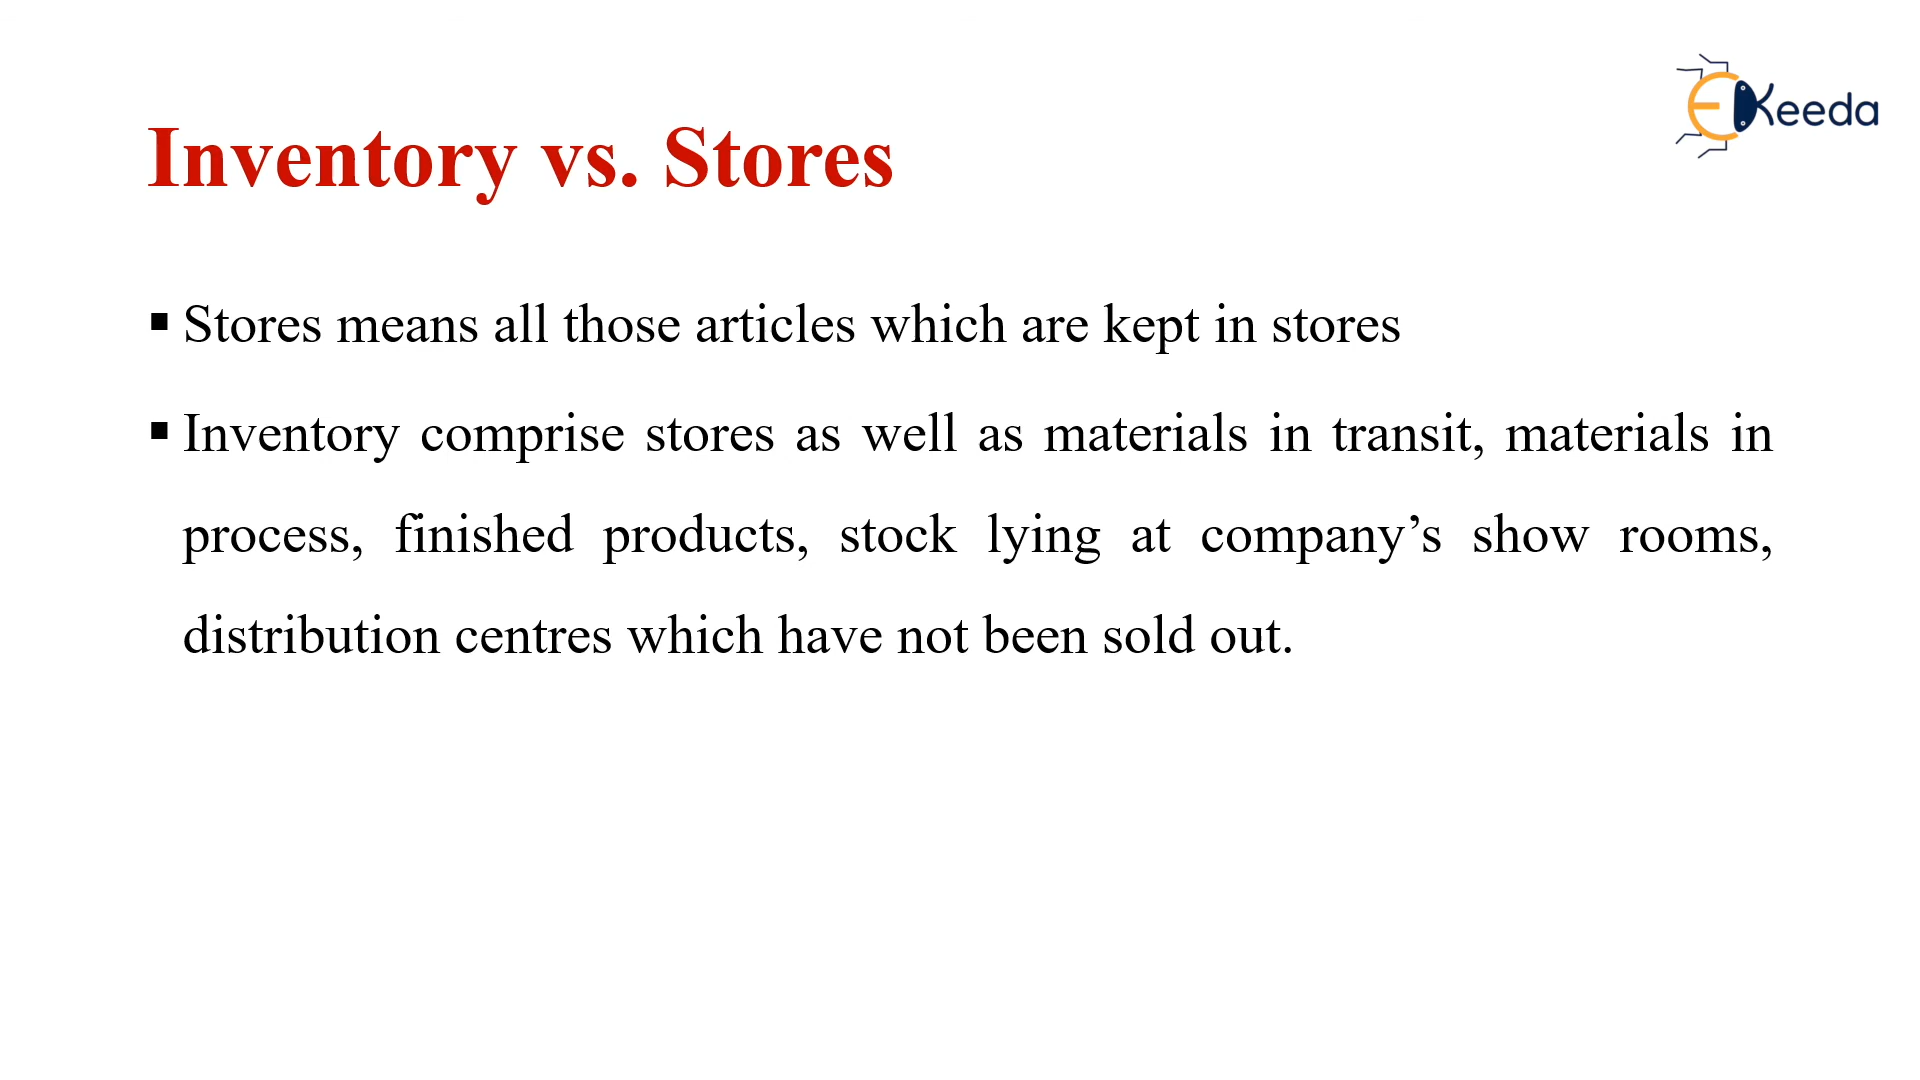 EKeeda
Inventory vs. Stores
▪ Stores means all those articles which are kept in stores
▪ Inventory comprise stores as well as materials in transit, materials in
process, finished products, stock lying at company’s show rooms,
distribution centres which have not been sold out.